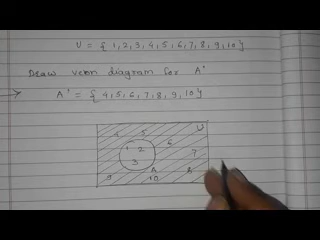 U = { 1, 2, 3, 4, 5, 6, 7, 8, 9, 10 }
Draw venn diagram for A'
→ A' = { 4, 5, 6, 7, 8, 9, 10 }
4 5 U
1 2 6
3 7
A 8
9 10